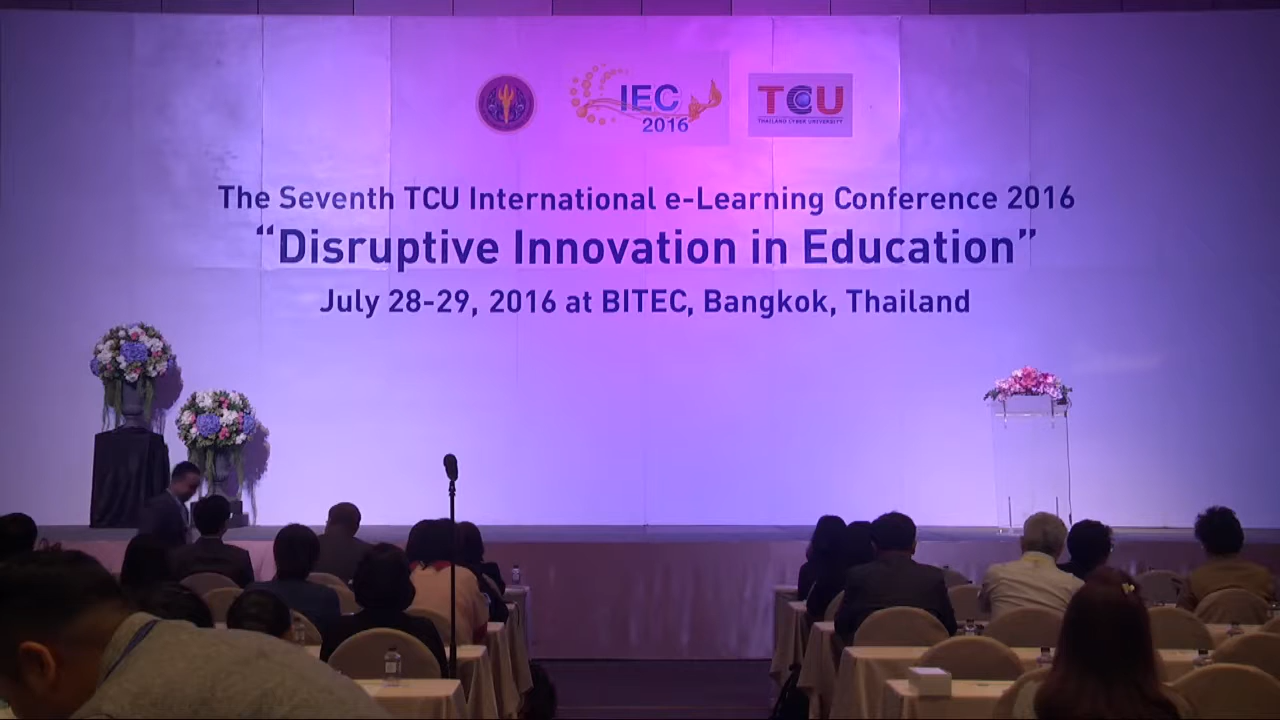 IEC
2016
TCU
THAILAND CYBER UNIVERSITY
The Seventh TCU International e-Learning Conference 2016
“Disruptive Innovation in Education”
July 28-29, 2016 at BITEC, Bangkok, Thailand